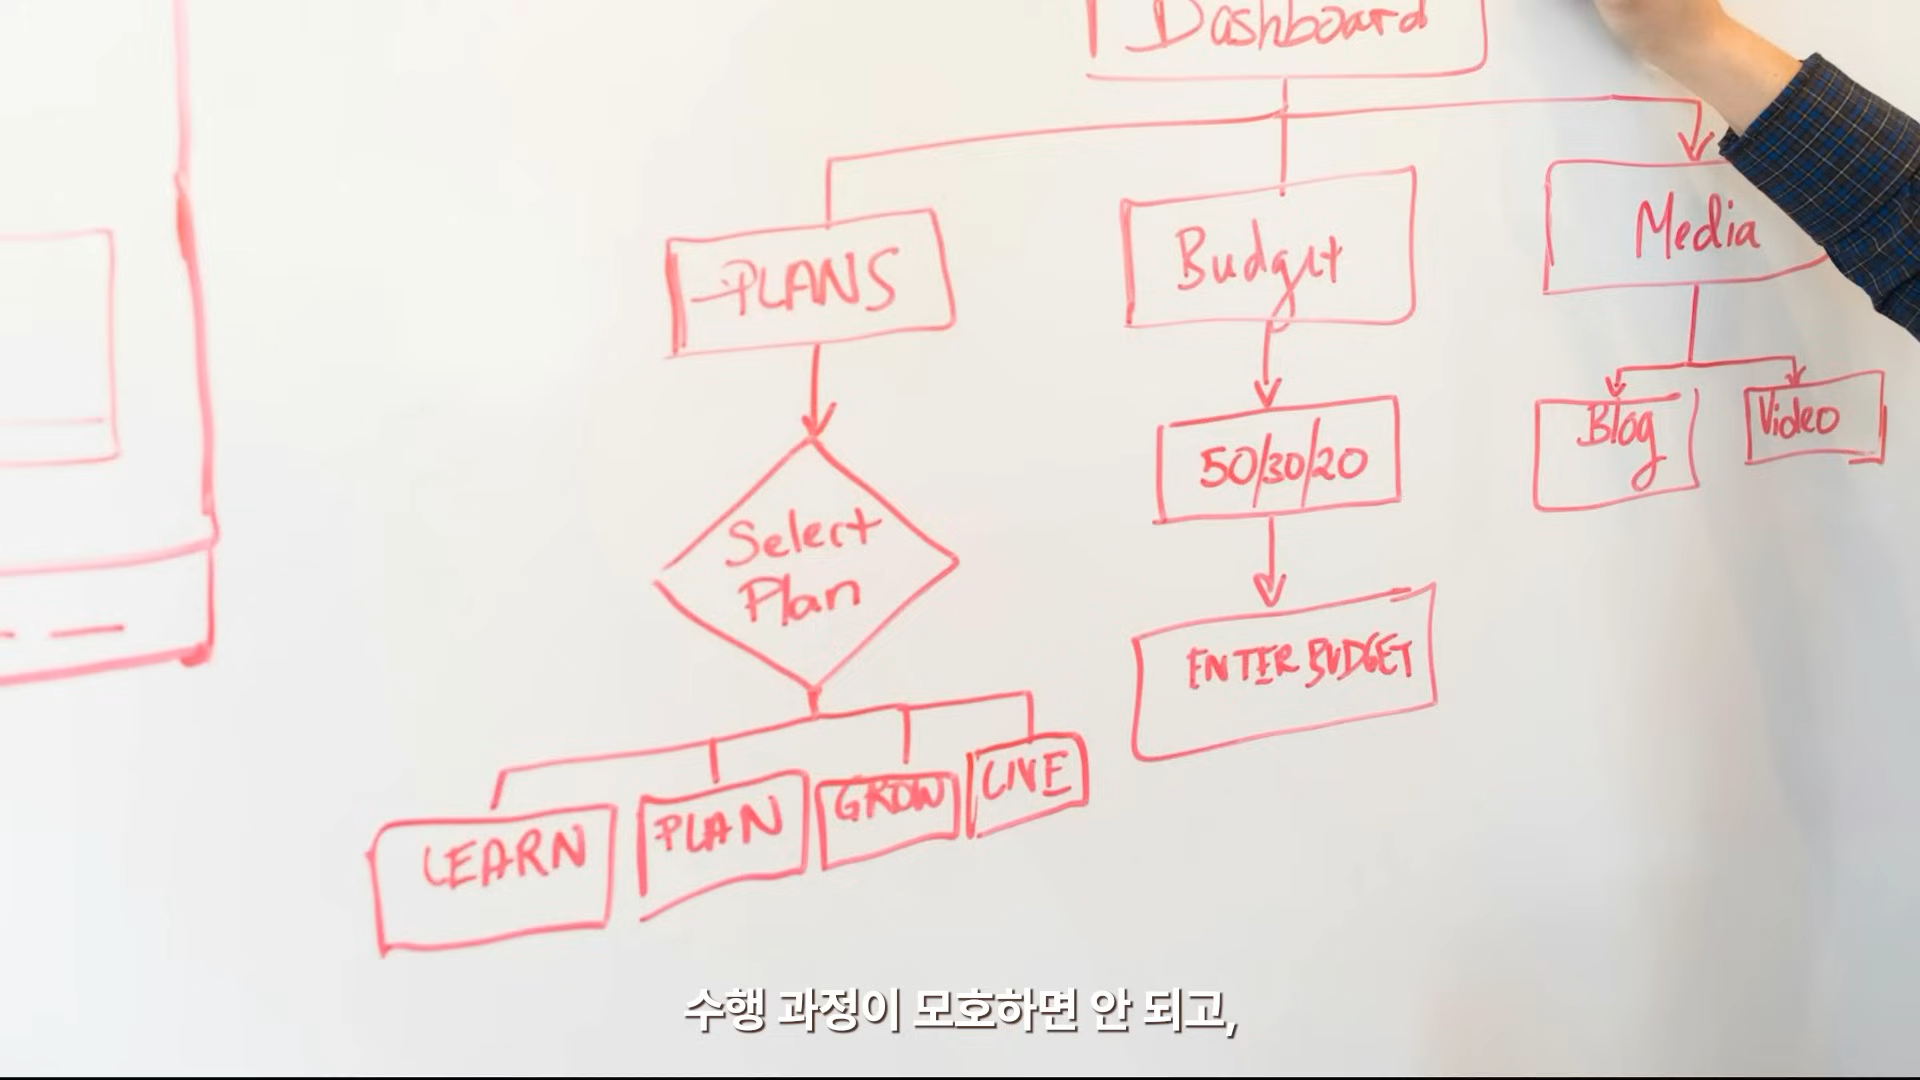 Dashboard
PLANS
Budget
Media
50/30/20
Blog
Video
Select
Plan
ENTER BUDGET
LEARN
PLAN
GROW
LIVE
수행 과정이 모호하면 안 되고,